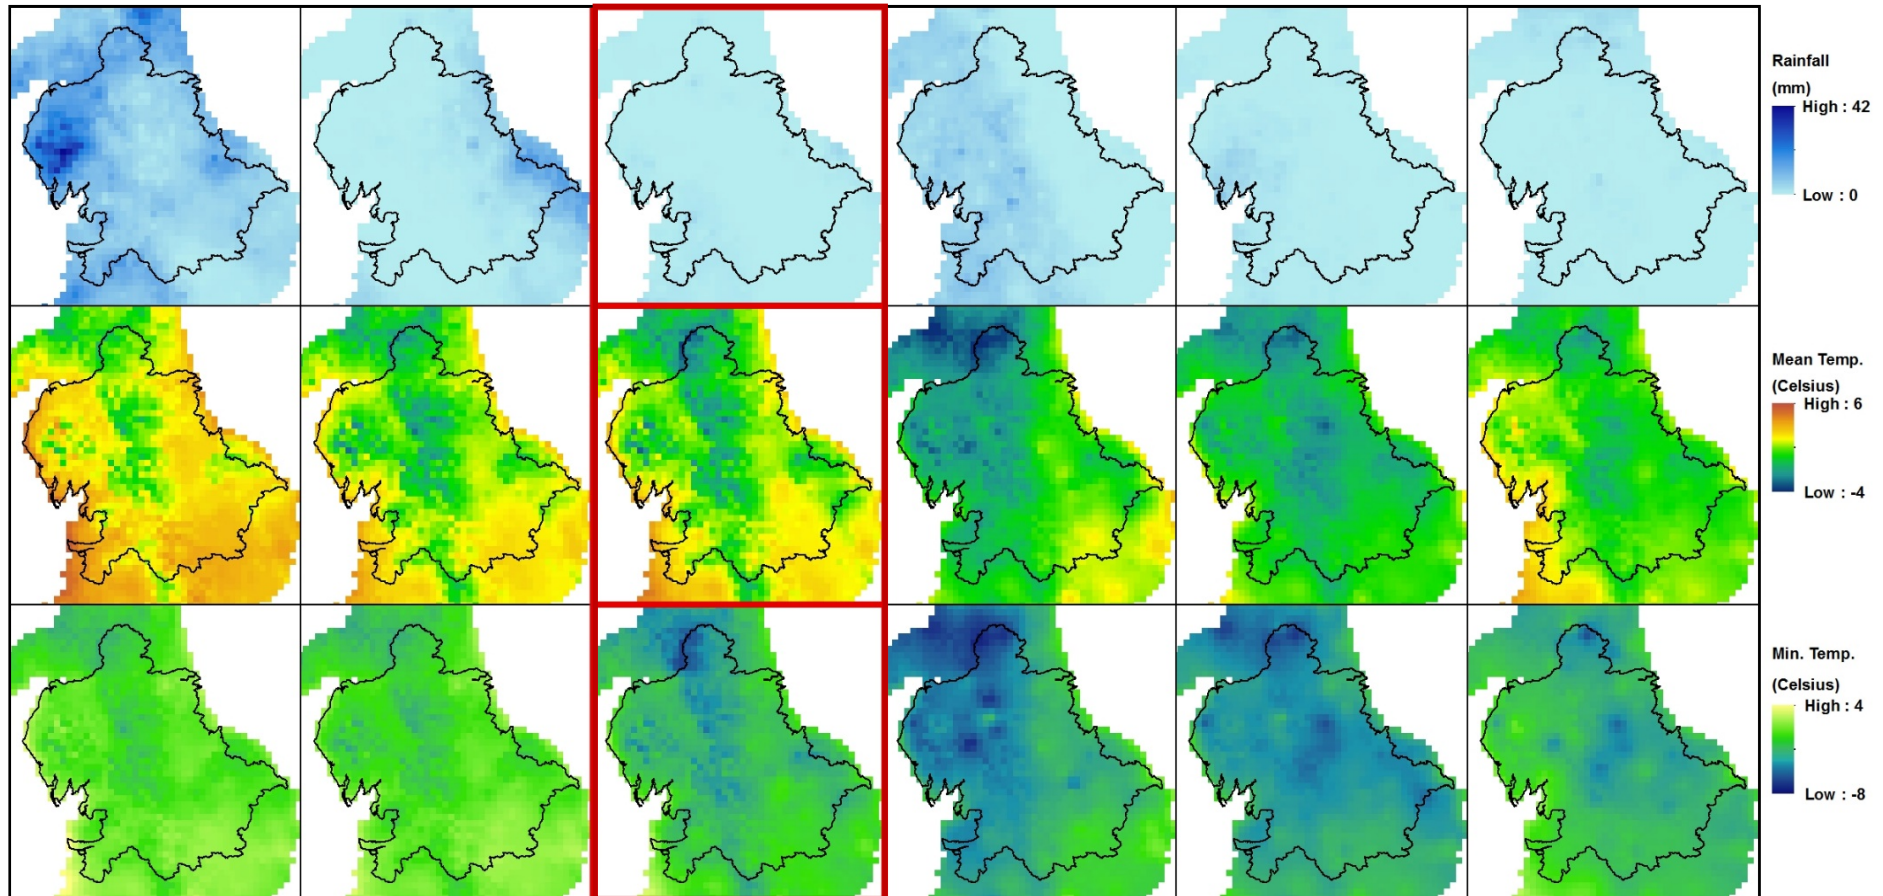 Rainfall
(mm)
High : 42
Low : 0
Mean Temp.
(Celsius)
High : 6
Low : -4
Min. Temp.
(Celsius)
High : 4
Low : -8